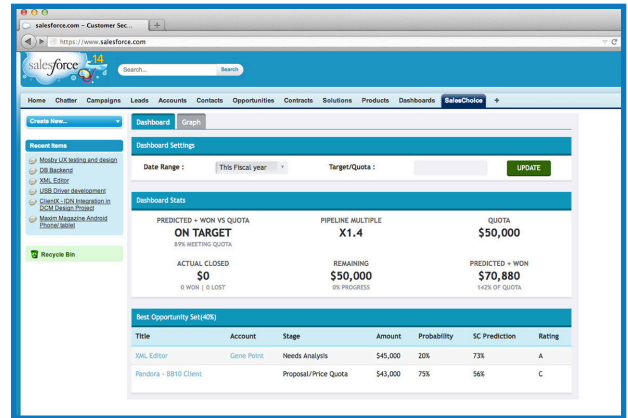 salesforce.com - Customer Sec...
https://www.salesforce.com
salesforce 14
Search... Search
Home Chatter Campaigns Leads Accounts Contacts Opportunities Contracts Solutions Products Dashboards SalesChoice +
Create New...
Recent Items
Mosby UX testing and design
DB Backend
XML Editor
USB Driver development
ClientX - ION Integration in
DCM Design Project
Maxim Magazine Android
Phone/tablet
Recycle Bin
Dashboard Graph
Dashboard Settings
Date Range : This Fiscal year Target/Quota : UPDATE
Dashboard Stats
PREDICTED + WON VS QUOTA PIPELINE MULTIPLE QUOTA
ON TARGET X1.4 $50,000
89% MEETING QUOTA
ACTUAL CLOSED REMAINING PREDICTED + WON
$0 $50,000 $70,880
0 WON | 0 LOST 0% PROGRESS 142% OF QUOTA
Best Opportunity Set(40%)
Title Account Stage Amount Probability SC Prediction Rating
XML Editor Gene Point Needs Analysis $45,000 20% 73% A
Pandora - 8810 Client Proposal/Price Quota $43,000 75% 56% C